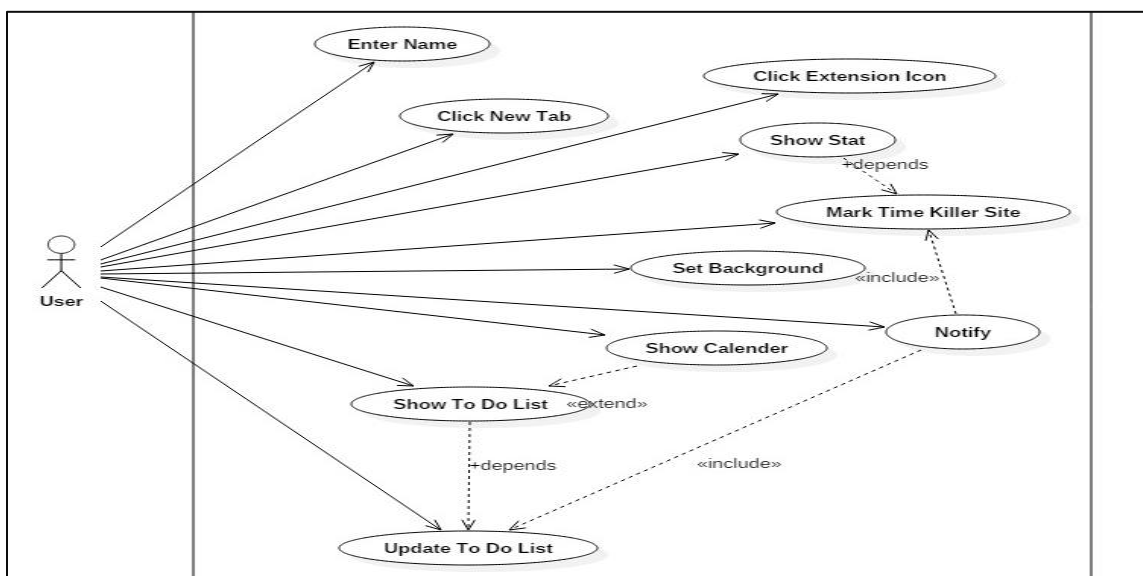 Enter Name
Click Extension Icon
Click New Tab
Show Stat
+depends
Mark Time Killer Site
Set Background
«include»
User
Notify
Show Calender
Show To Do List
«extend»
+depends
«include»
Update To Do List